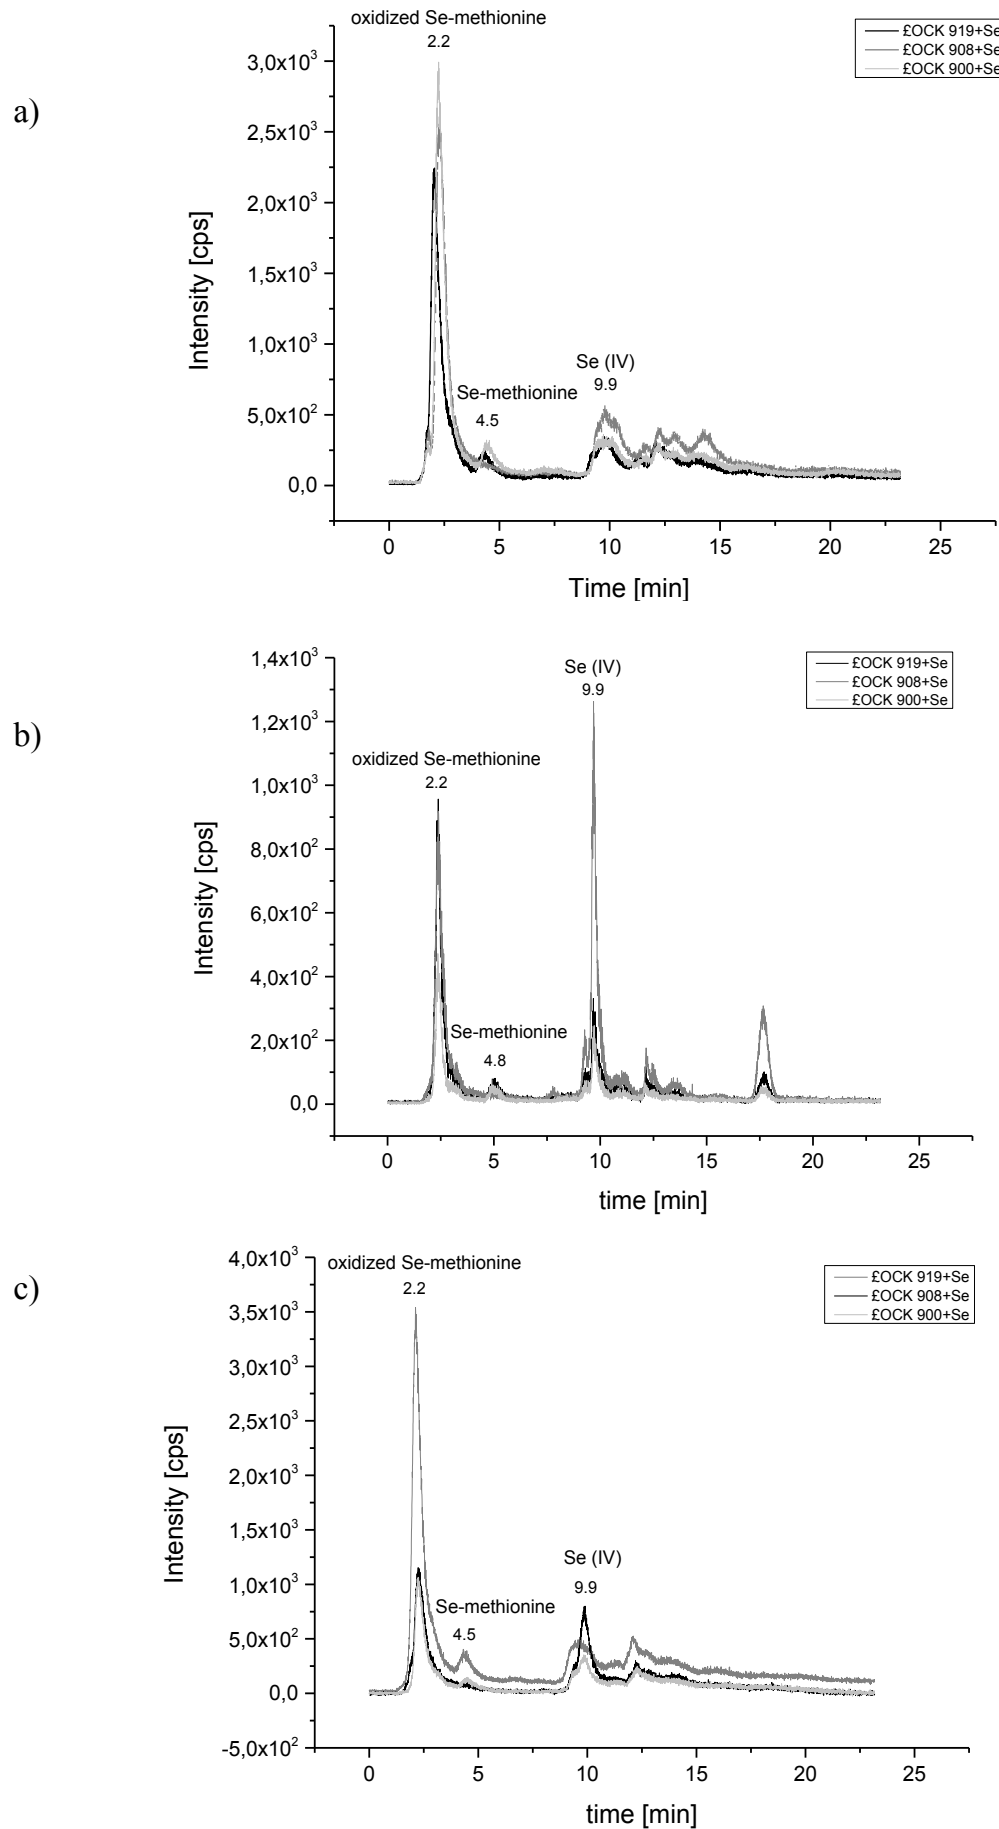 a)
oxidized Se-methionine
2.2
£OCK 919+Se
£OCK 908+Se
£OCK 900+Se
3,0x10³
2,5x10³
2,0x10³
1,5x10³
1,0x10³
5,0x10²
0,0
Intensity [cps]
Se-methionine
4.5
Se (IV)
9.9
0 5 10 15 20 25
Time [min]
b)
1,4x10³
1,2x10³
1,0x10³
8,0x10²
6,0x10²
4,0x10²
2,0x10²
0,0
Intensity [cps]
Se (IV)
9.9
£OCK 919+Se
£OCK 908+Se
£OCK 900+Se
oxidized Se-methionine
2.2
Se-methionine
4.8
0 5 10 15 20 25
time [min]
c)
4,0x10³
3,5x10³
3,0x10³
2,5x10³
2,0x10³
1,5x10³
1,0x10³
5,0x10²
0,0
-5,0x10²
Intensity [cps]
oxidized Se-methionine
2.2
£OCK 919+Se
£OCK 908+Se
£OCK 900+Se
Se (IV)
9.9
Se-methionine
4.5
0 5 10 15 20 25
time [min]